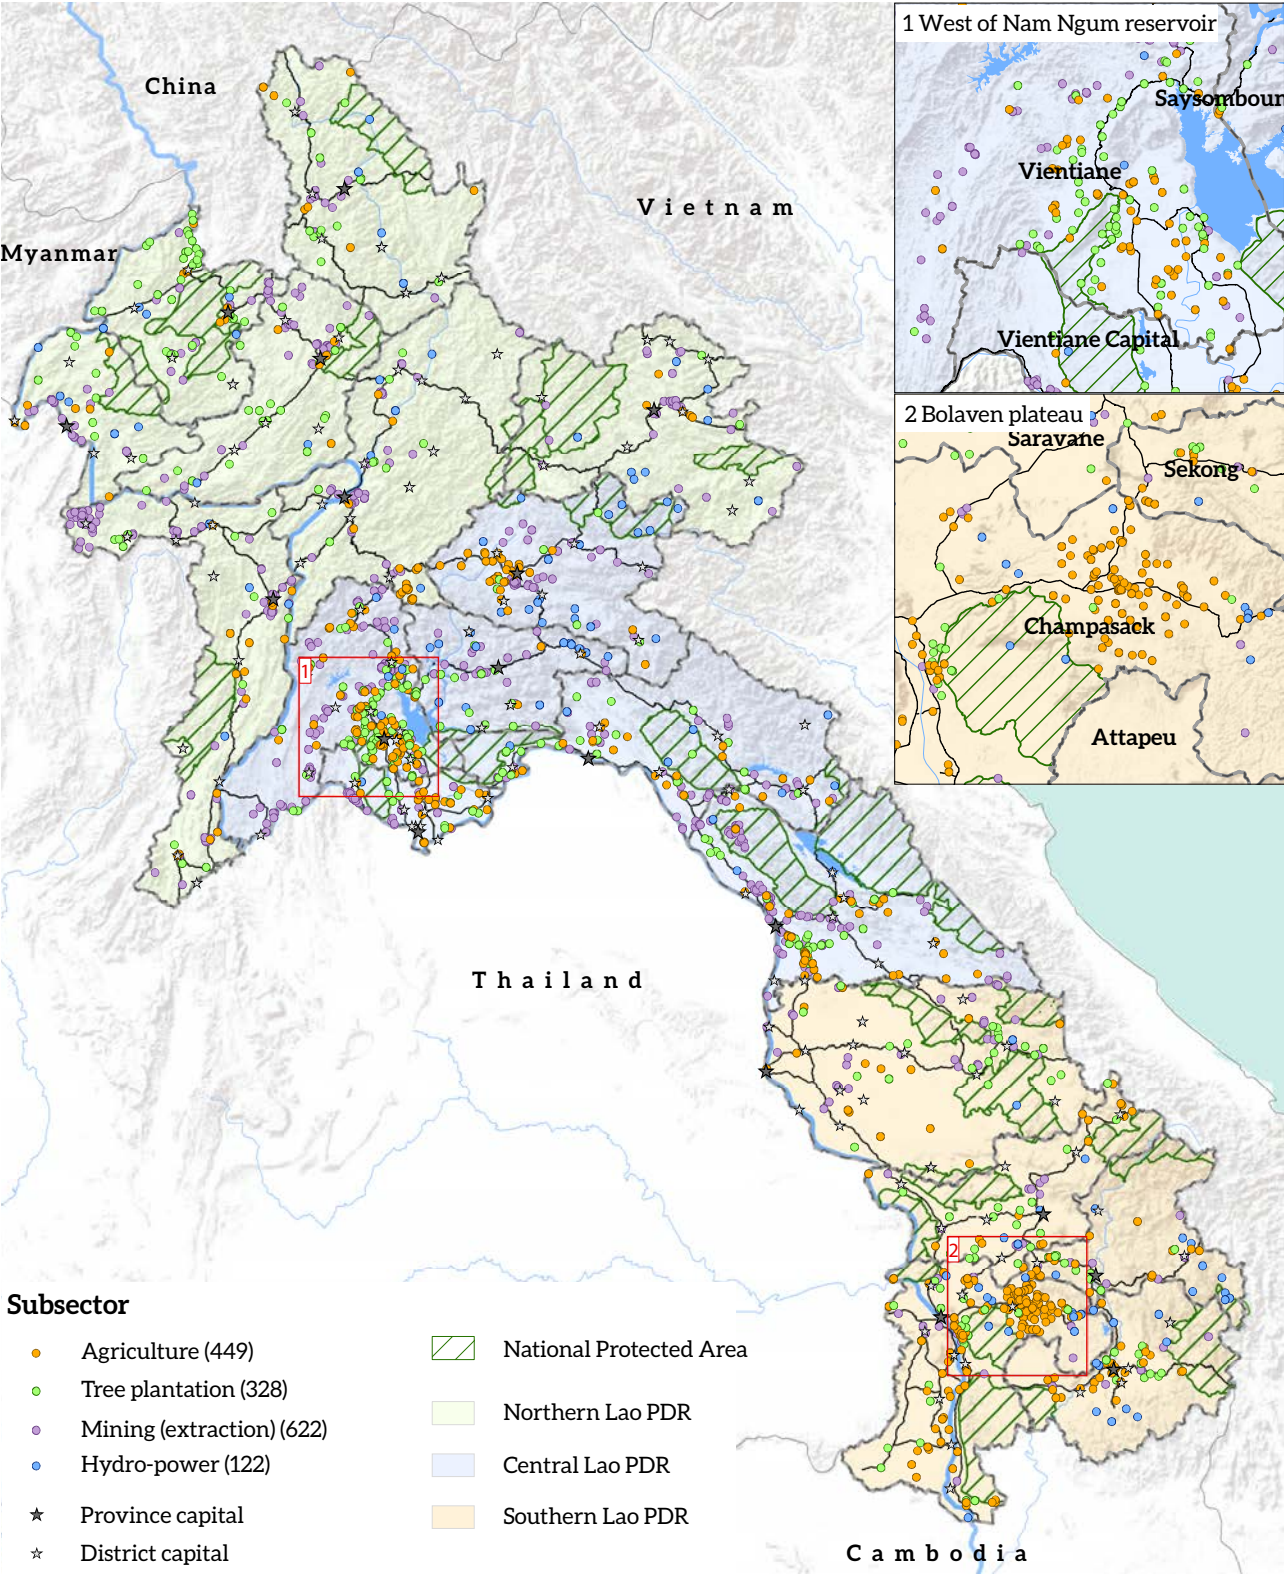 China
Vietnam
Myanmar
Thailand
Cambodia
1
2
1 West of Nam Ngum reservoir
Saysomboun
Vientiane
Vientiane Capital
2 Bolaven plateau
Saravane
Sekong
Champasack
Attapeu
Subsector
Agriculture (449)
Tree plantation (328)
Mining (extraction) (622)
Hydro-power (122)
Province capital
District capital
National Protected Area
Northern Lao PDR
Central Lao PDR
Southern Lao PDR